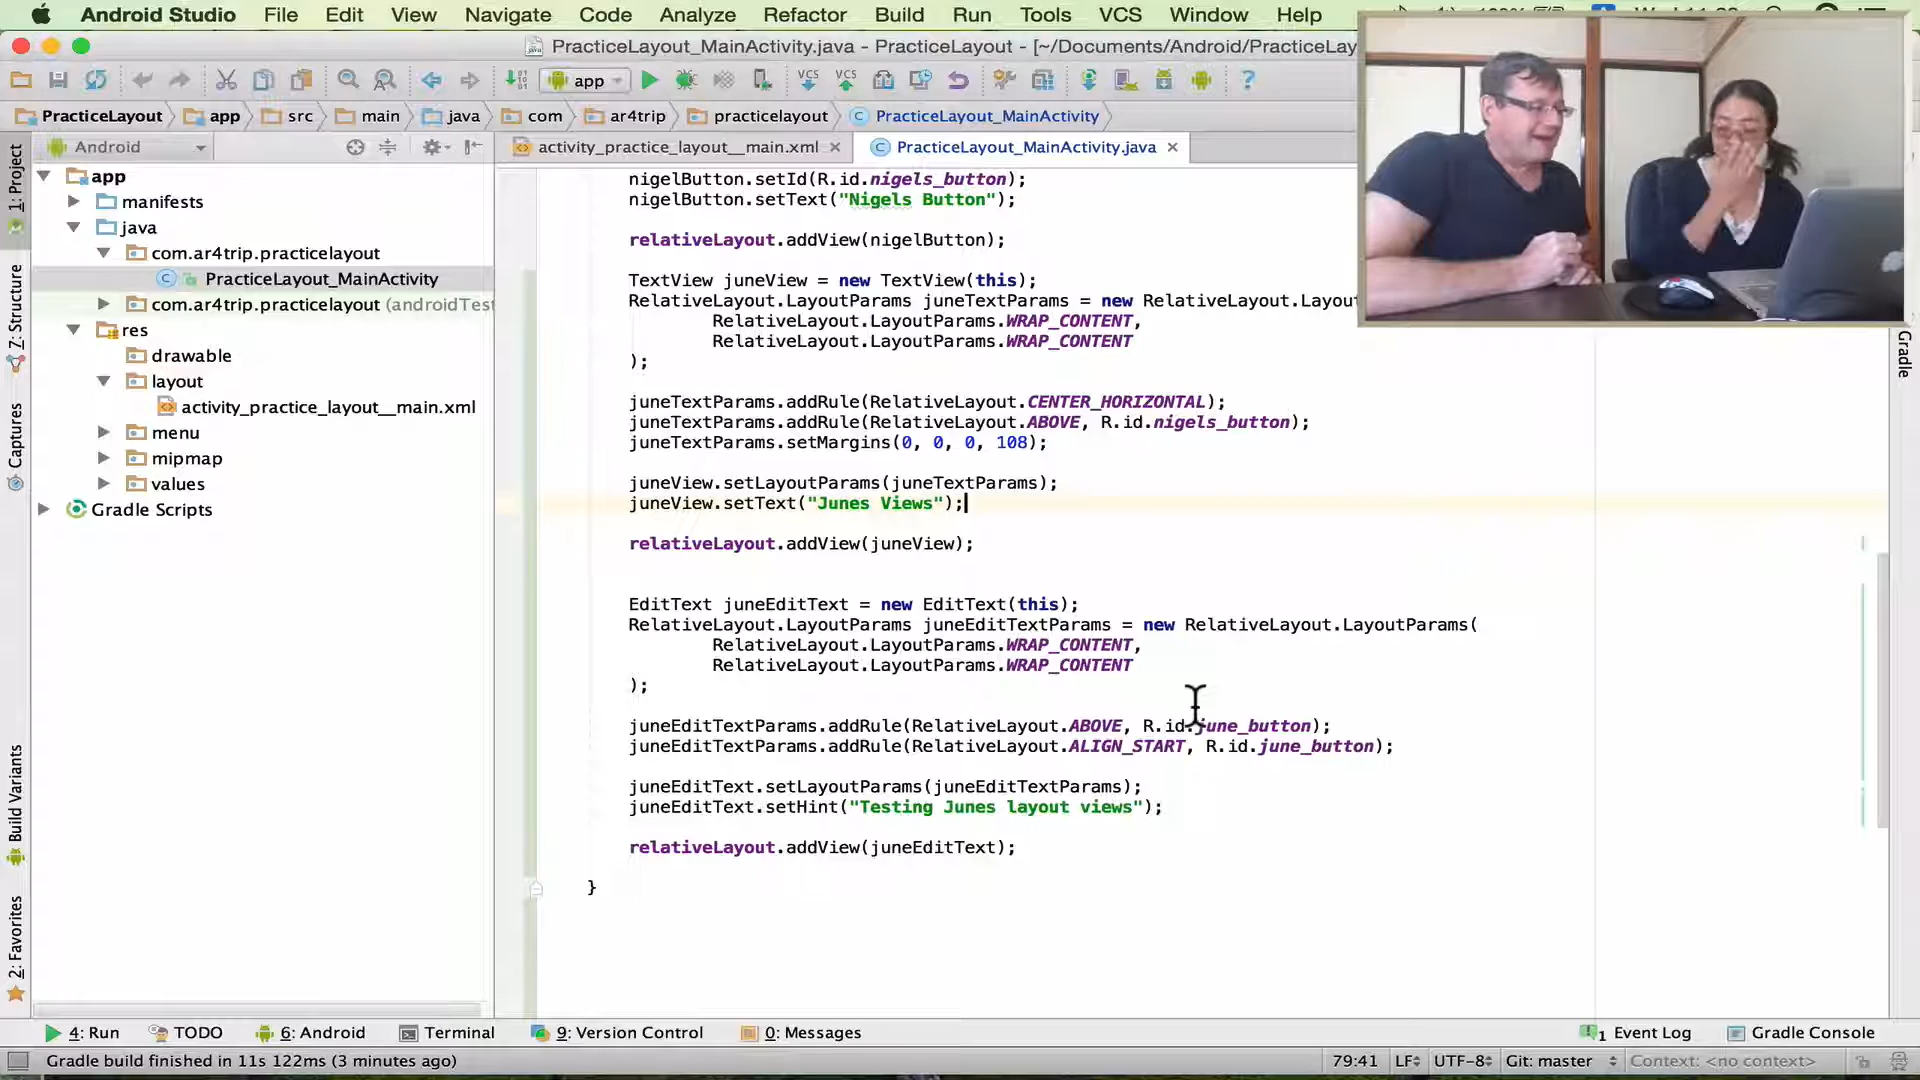 Android Studio File Edit View Navigate Code Analyze Refactor Build Run Tools VCS Window Help
PracticeLayout_MainActivity.java - PracticeLayout - [~/Documents/Android/PracticeLay
app VCS VCS ?
PracticeLayout app src main java com ar4trip practicelayout PracticeLayout_MainActivity
Android
activity_practice_layout__main.xml
PracticeLayout_MainActivity.java
1: Project
Z: Structure
Captures
Build Variants
2: Favorites
app
manifests
java
com.ar4trip.practicelayout
PracticeLayout_MainActivity
com.ar4trip.practicelayout (androidTest
res
drawable
layout
activity_practice_layout__main.xml
menu
mipmap
values
Gradle Scripts
nigelButton.setId(R.id.nigels_button);
nigelButton.setText("Nigels Button");
relativeLayout.addView(nigelButton);
TextView juneView = new TextView(this);
RelativeLayout.LayoutParams juneTextParams = new RelativeLayout.Layou
RelativeLayout.LayoutParams.WRAP_CONTENT,
RelativeLayout.LayoutParams.WRAP_CONTENT
);
juneTextParams.addRule(RelativeLayout.CENTER_HORIZONTAL);
juneTextParams.addRule(RelativeLayout.ABOVE, R.id.nigels_button);
juneTextParams.setMargins(0, 0, 0, 108);
juneView.setLayoutParams(juneTextParams);
juneView.setText("Junes Views");
relativeLayout.addView(juneView);
EditText juneEditText = new EditText(this);
RelativeLayout.LayoutParams juneEditTextParams = new RelativeLayout.LayoutParams(
RelativeLayout.LayoutParams.WRAP_CONTENT,
RelativeLayout.LayoutParams.WRAP_CONTENT
);
juneEditTextParams.addRule(RelativeLayout.ABOVE, R.id.june_button);
juneEditTextParams.addRule(RelativeLayout.ALIGN_START, R.id.june_button);
juneEditText.setLayoutParams(juneEditTextParams);
juneEditText.setHint("Testing Junes layout views");
relativeLayout.addView(juneEditText);
}
Gradle
4: Run TODO 6: Android Terminal 9: Version Control 0: Messages 1 Event Log Gradle Console
Gradle build finished in 11s 122ms (3 minutes ago) 79:41 LF UTF-8 Git: master Context: <no context>